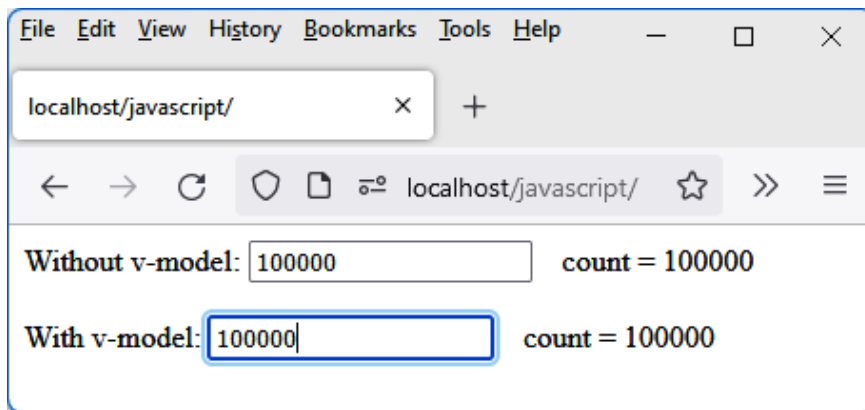 File Edit View History Bookmarks Tools Help
localhost/javascript/
localhost/javascript/
Without v-model: 100000 count = 100000
With v-model: 100000 count = 100000